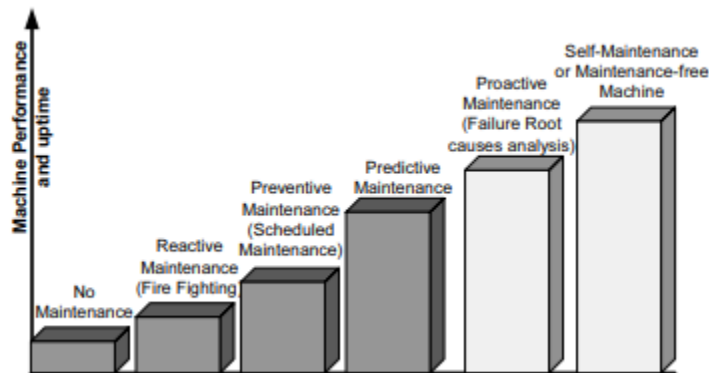 Machine Performance
and uptime
No
Maintenance
Reactive
Maintenance
(Fire Fighting)
Preventive
Maintenance
(Scheduled
Maintenance)
Predictive
Maintenance
Proactive
Maintenance
(Failure Root
causes analysis)
Self-Maintenance
or Maintenance-free
Machine